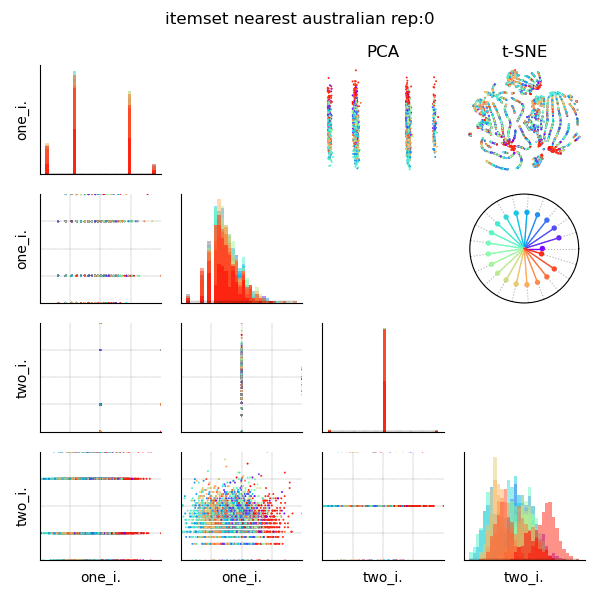 itemset nearest australian rep:0
PCA
t-SNE
one_i.
one_i.
two_i.
two_i.
one_i.
one_i.
two_i.
two_i.